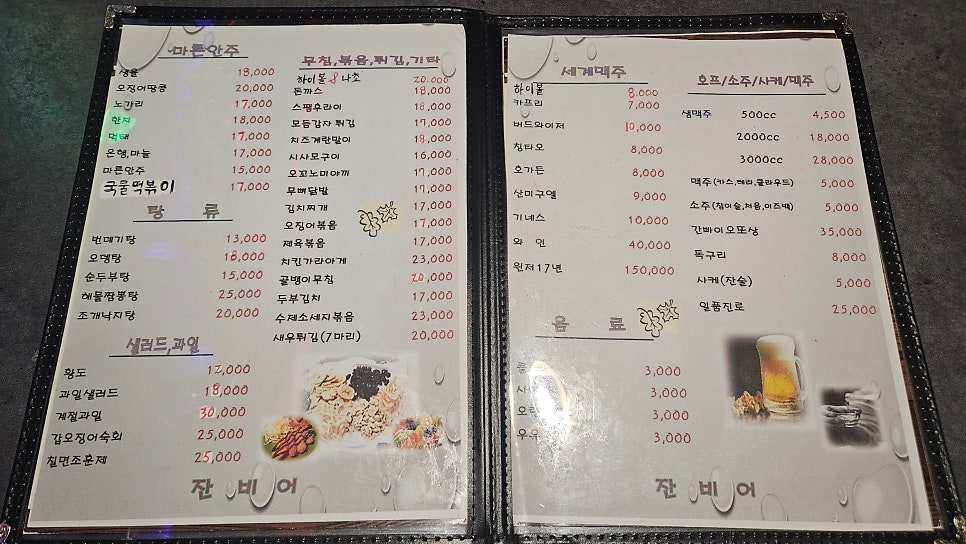 마른안주
생율 18,000
오징어땅콩 20,000
노가리 17,000
한치 18,000
먹태 17,000
은행,마늘 17,000
마른안주 15,000
국물떡볶이 17,000
탕 류
번데기탕 13,000
오뎅탕 18,000
순두부탕 15,000
해물짬뽕탕 25,000
조개낙지탕 20,000
샐러드,과일
황도 12,000
과일샐러드 18,000
계절과일 30,000
갑오징어숙회 25,000
칠면조훈제 25,000
무침,볶음,튀김,기타
하이볼 & 나쵸 20,000
돈까스 18,000
스팸후라이 18,000
모듬감자 튀김 17,000
치즈계란말이 18,000
시사모구이 16,000
오꼬노미야끼 17,000
무뼈닭발 17,000
김치찌개 17,000
오징어볶음 17,000
제육볶음 17,000
치킨가라아게 23,000
골뱅이무침 20,000
두부김치 17,000
수제소세지볶음 23,000
새우튀김(7마리) 20,000
잔 비 어
세계맥주
하이볼 8,000
카프리 7,000
버드와이저 10,000
칭타오 8,000
호가든 8,000
산미구엘 9,000
기네스 10,000
와 인 40,000
윈저17년 150,000
음 료
3,000
3,000
3,000
3,000
호프/소주/사케/맥주
생맥주 500cc 4,500
2000cc 18,000
3000cc 28,000
맥주(카스,테라,클라우드) 5,000
소주(참이슬,처음,이즈백) 5,000
간빠이오또상 35,000
독구리 8,000
사케(잔술) 5,000
일품진로 25,000
잔 비 어